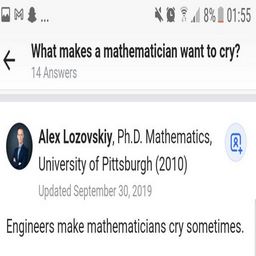 ... 8% 01:55
What makes a mathematician want to cry?
14 Answers
Alex Lozovskiy, Ph.D. Mathematics,
University of Pittsburgh (2010)
Updated September 30, 2019
Engineers make mathematicians cry sometimes.